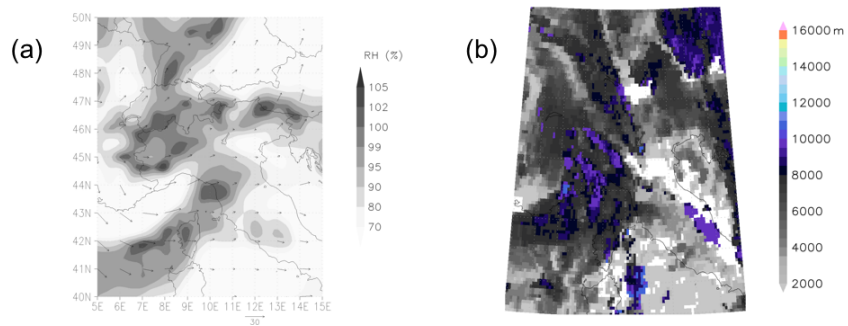 (a)
50N
49N
48N
47N
46N
45N
44N
43N
42N
41N
40N
5E 6E 7E 8E 9E 10E 11E 12E 13E 14E 15E
30
RH (%)
105
102
100
99
95
90
80
70
(b)
16000 m
14000
12000
10000
8000
6000
4000
2000